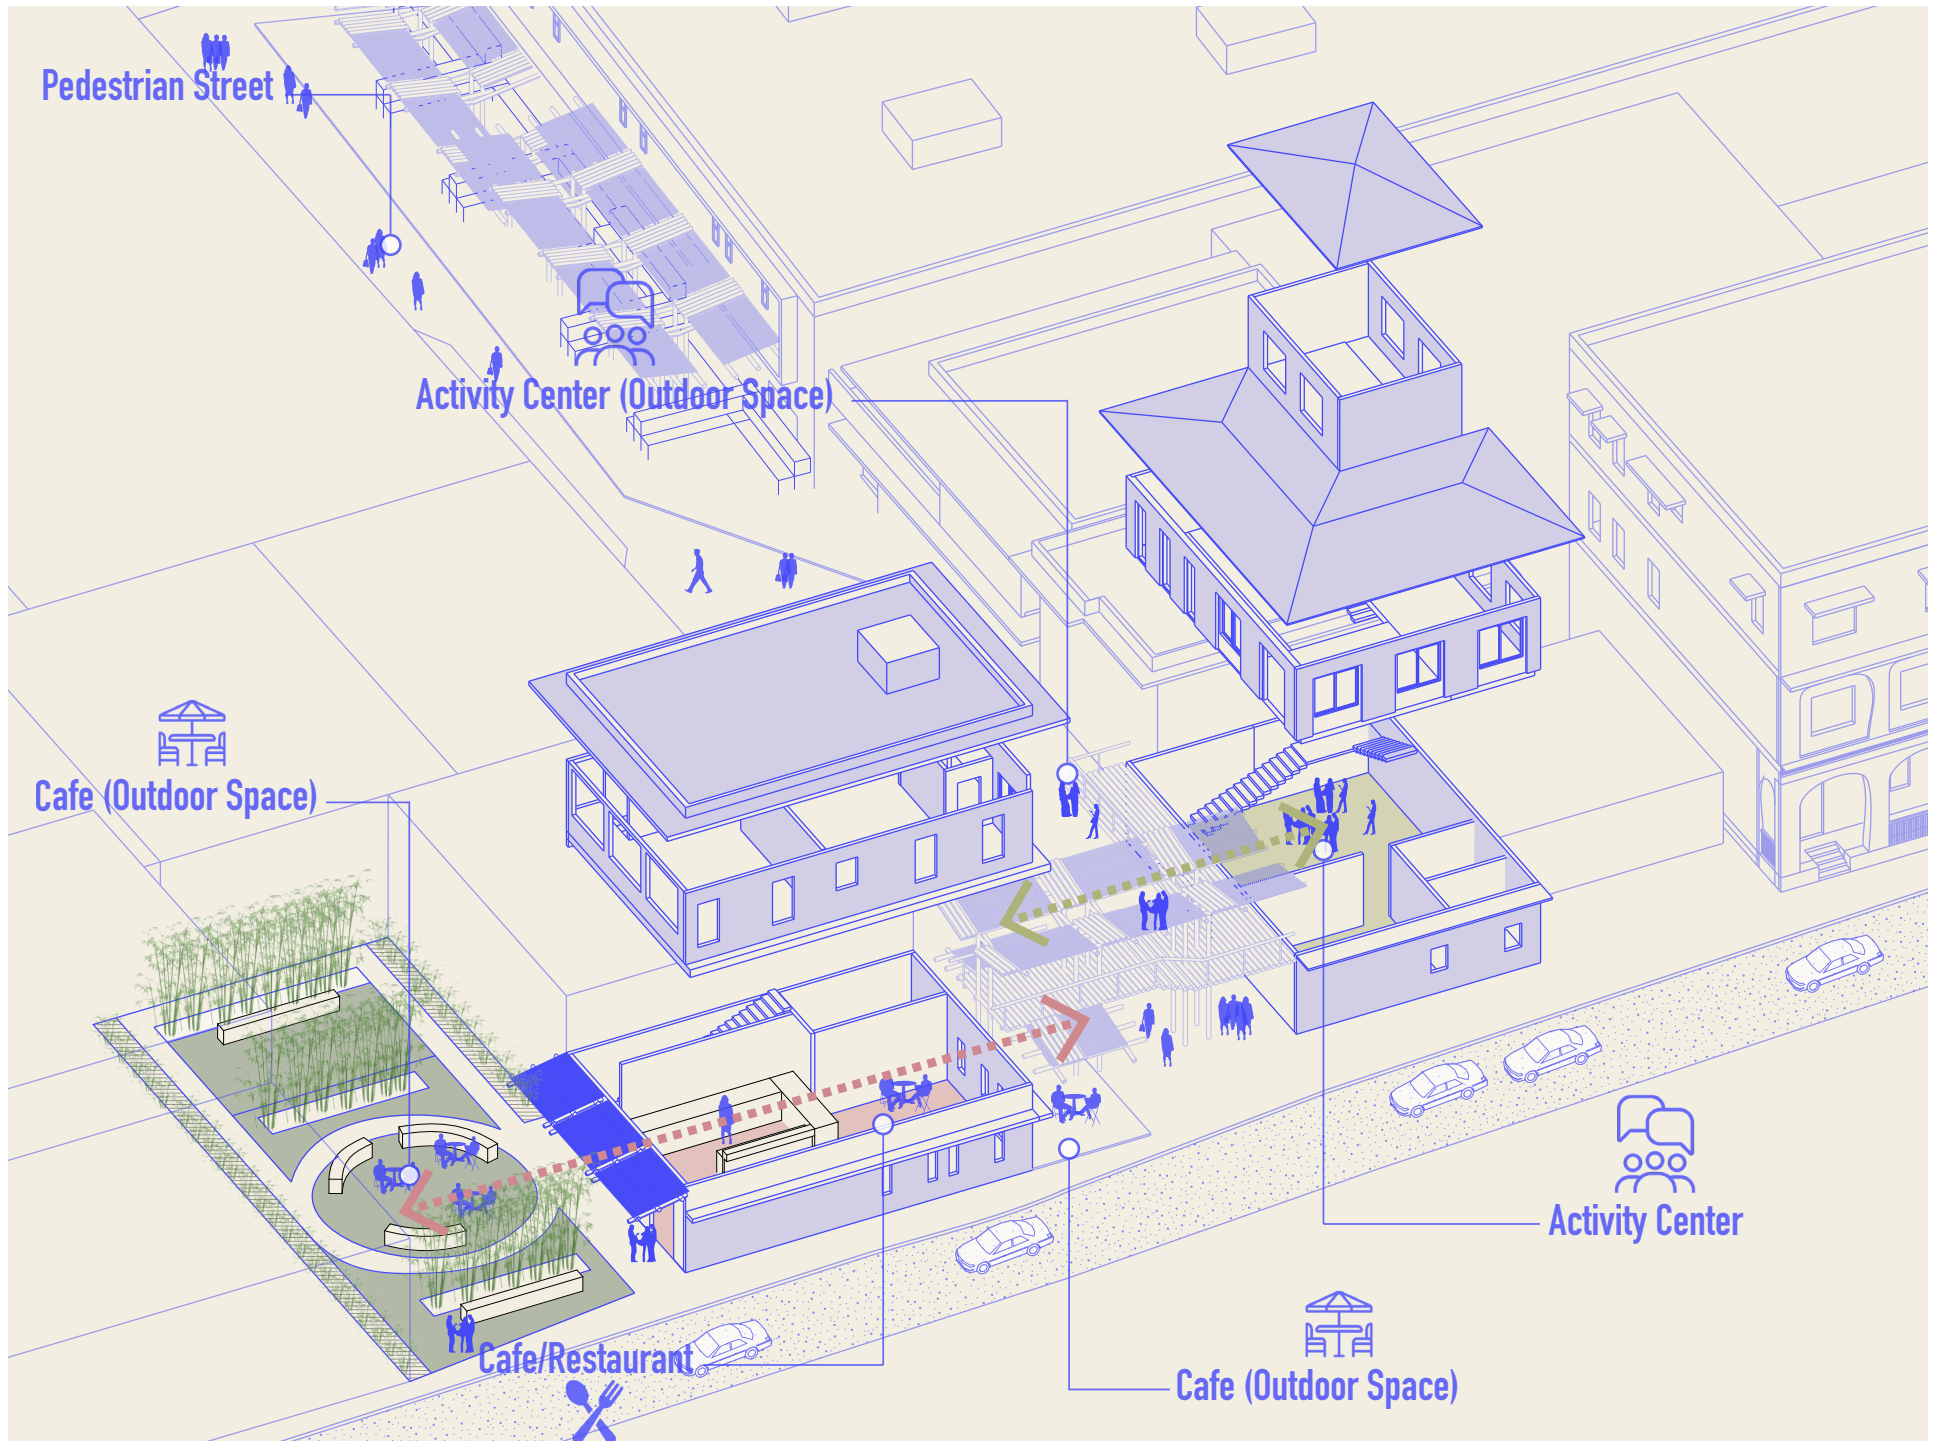 Pedestrian Street
Activity Center (Outdoor Space)
Cafe (Outdoor Space)
Activity Center
Cafe/Restaurant
Cafe (Outdoor Space)